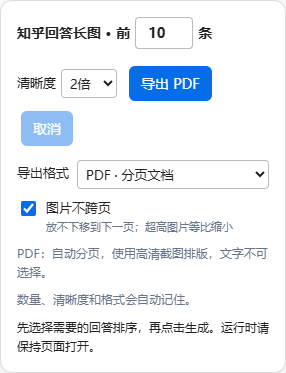 知乎回答长图 · 前 10 条
清晰度 2倍 导出 PDF
取消
导出格式 PDF · 分页文档
图片不跨页
放不下移到下一页；超高图片等比缩小
PDF：自动分页，使用高清截图排版，文字不可
选择。
数量、清晰度和格式会自动记住。
先选择需要的回答排序，再点击生成。运行时请
保持页面打开。